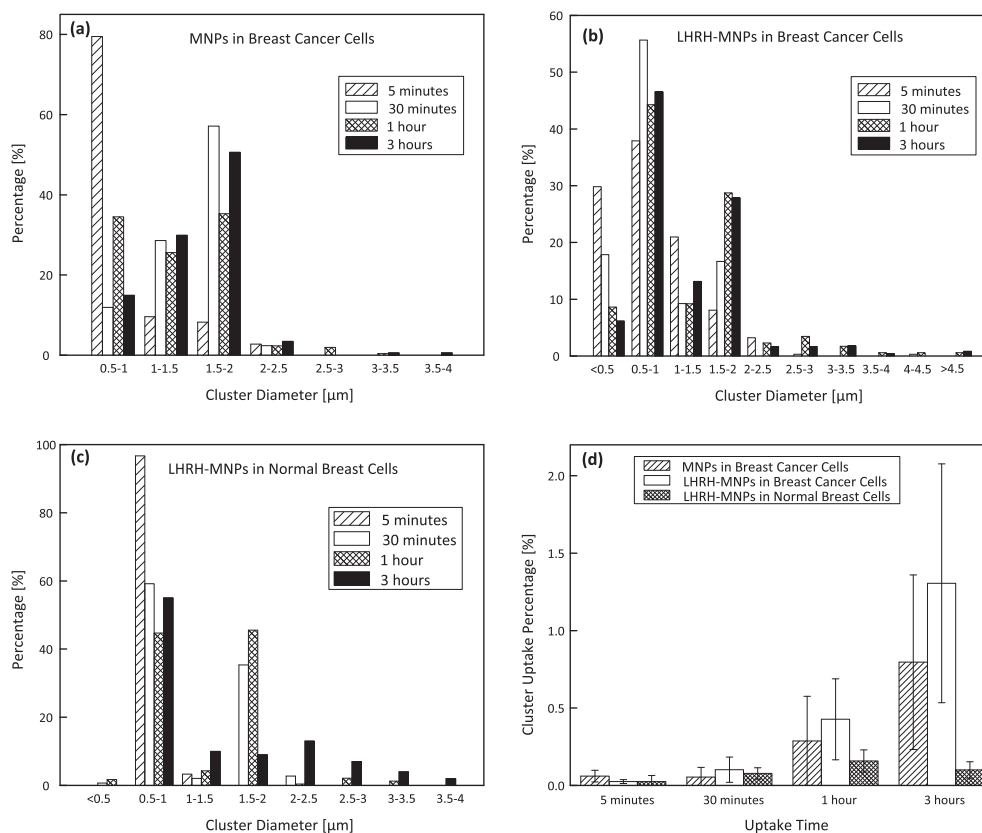 (a)
MNPs in Breast Cancer Cells
5 minutes
30 minutes
1 hour
3 hours
80
60
40
20
0
Percentage [%]
0.5-1 1-1.5 1.5-2 2-2.5 2.5-3 3-3.5 3.5-4
Cluster Diameter [µm]
(b)
LHRH-MNPs in Breast Cancer Cells
5 minutes
30 minutes
1 hour
3 hours
60
50
40
30
20
10
0
Percentage [%]
<0.5 0.5-1 1-1.5 1.5-2 2-2.5 2.5-3 3-3.5 3.5-4 4-4.5 >4.5
Cluster Diameter [µm]
(c)
LHRH-MNPs in Normal Breast Cells
5 minutes
30 minutes
1 hour
3 hours
100
80
60
40
20
0
Percentage [%]
<0.5 0.5-1 1-1.5 1.5-2 2-2.5 2.5-3 3-3.5 3.5-4
Cluster Diameter [µm]
(d)
MNPs in Breast Cancer Cells
LHRH-MNPs in Breast Cancer Cells
LHRH-MNPs in Normal Breast Cells
2.0
1.5
1.0
0.5
0.0
Cluster Uptake Percentage [%]
5 minutes 30 minutes 1 hour 3 hours
Uptake Time